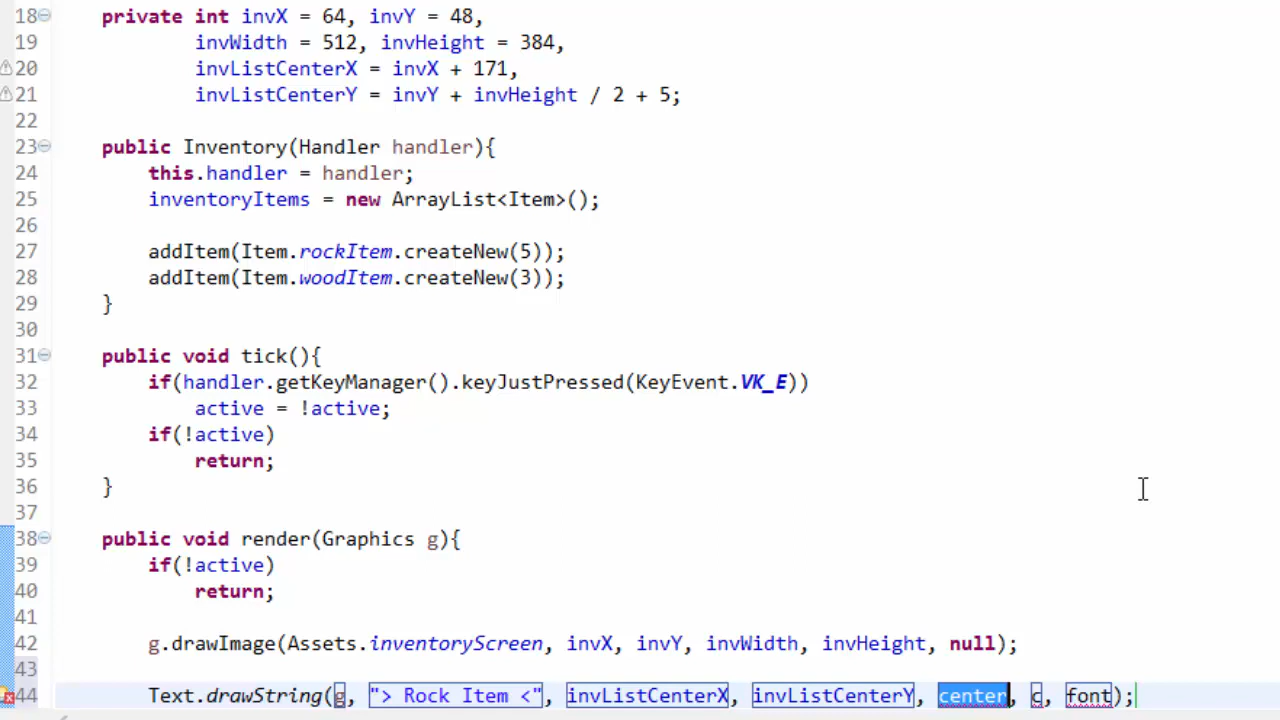 18 private int invX = 64, invY = 48,
19 invWidth = 512, invHeight = 384,
20 invListCenterX = invX + 171,
21 invListCenterY = invY + invHeight / 2 + 5;
22
23 public Inventory(Handler handler){
24 this.handler = handler;
25 inventoryItems = new ArrayList<Item>();
26
27 addItem(Item.rockItem.createNew(5));
28 addItem(Item.woodItem.createNew(3));
29 }
30
31 public void tick(){
32 if(handler.getKeyManager().keyJustPressed(KeyEvent.VK_E))
33 active = !active;
34 if(!active)
35 return;
36 }
37
38 public void render(Graphics g){
39 if(!active)
40 return;
41
42 g.drawImage(Assets.inventoryScreen, invX, invY, invWidth, invHeight, null);
43
44 Text.drawString(g, "> Rock Item <", invListCenterX, invListCenterY, center, c, font);